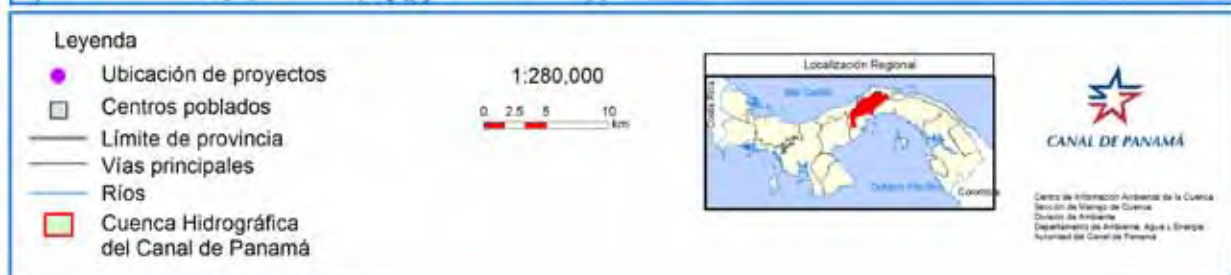 Leyenda
Ubicación de proyectos
Centros poblados
Límite de provincia
Vías principales
Ríos
Cuenca Hidrográfica
del Canal de Panamá
1:280,000
0 2.5 5 10
km
Localización Regional
Costa Rica
Mar Caribe
Océano Pacífico
Colombia
CANAL DE PANAMÁ
Centro de Información Ambiental de la Cuenca
Sección de Manejo de Cuenca
División de Ambiente
Departamento de Ambiente, Agua y Energía
Autoridad del Canal de Panamá